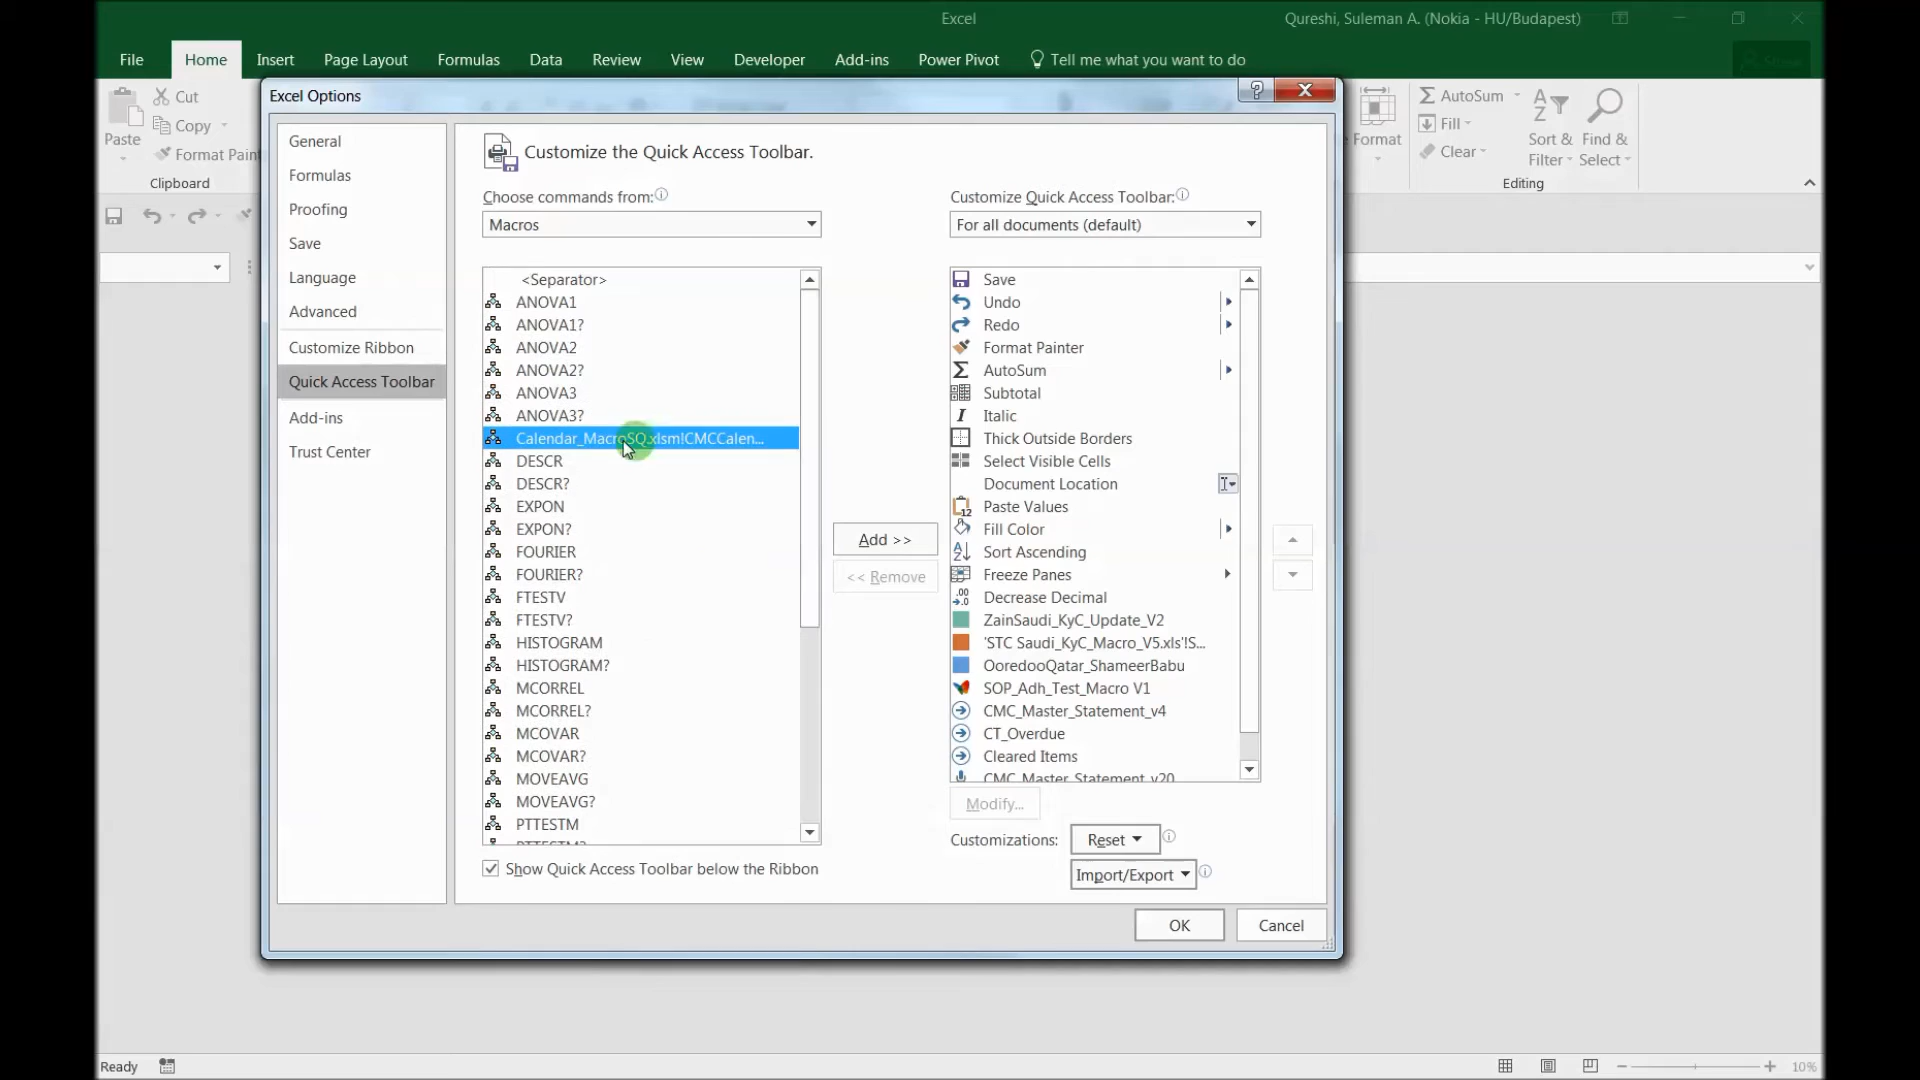 Excel
Qureshi, Suleman A. (Nokia - HU/Budapest)
File Home Insert Page Layout Formulas Data Review View Developer Add-ins Power Pivot Tell me what you want to do
Paste
Cut
Copy
Format Paint
Clipboard
Format
AutoSum
Fill
Clear
Sort & Filter
Find & Select
Editing
Excel Options
General
Formulas
Proofing
Save
Language
Advanced
Customize Ribbon
Quick Access Toolbar
Add-ins
Trust Center
Customize the Quick Access Toolbar.
Choose commands from:
Macros
<Separator>
ANOVA1
ANOVA1?
ANOVA2
ANOVA2?
ANOVA3
ANOVA3?
Calendar_MacroSQ.xlsm!CMCCalen...
DESCR
DESCR?
EXPON
EXPON?
FOURIER
FOURIER?
FTESTV
FTESTV?
HISTOGRAM
HISTOGRAM?
MCORREL
MCORREL?
MCOVAR
MCOVAR?
MOVEAVG
MOVEAVG?
PTTESTM
PTTESTM?
Show Quick Access Toolbar below the Ribbon
Add >>
<< Remove
Customize Quick Access Toolbar:
For all documents (default)
Save
Undo
Redo
Format Painter
AutoSum
Subtotal
Italic
Thick Outside Borders
Select Visible Cells
Document Location
Paste Values
Fill Color
Sort Ascending
Freeze Panes
Decrease Decimal
ZainSaudi_KyC_Update_V2
'STC Saudi_KyC_Macro_V5.xls'!S...
OoredooQatar_ShameerBabu
SOP_Adh_Test_Macro V1
CMC_Master_Statement_v4
CT_Overdue
Cleared Items
CMC_Master_Statement_v20
Modify...
Customizations: Reset
Import/Export
OK Cancel
Ready
10%